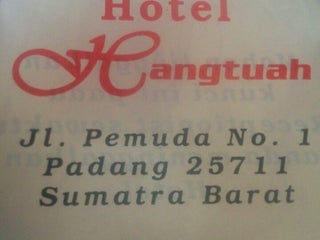 Hotel
Hangtuah
Jl. Pemuda No. 1
Padang 25711
Sumatra Barat